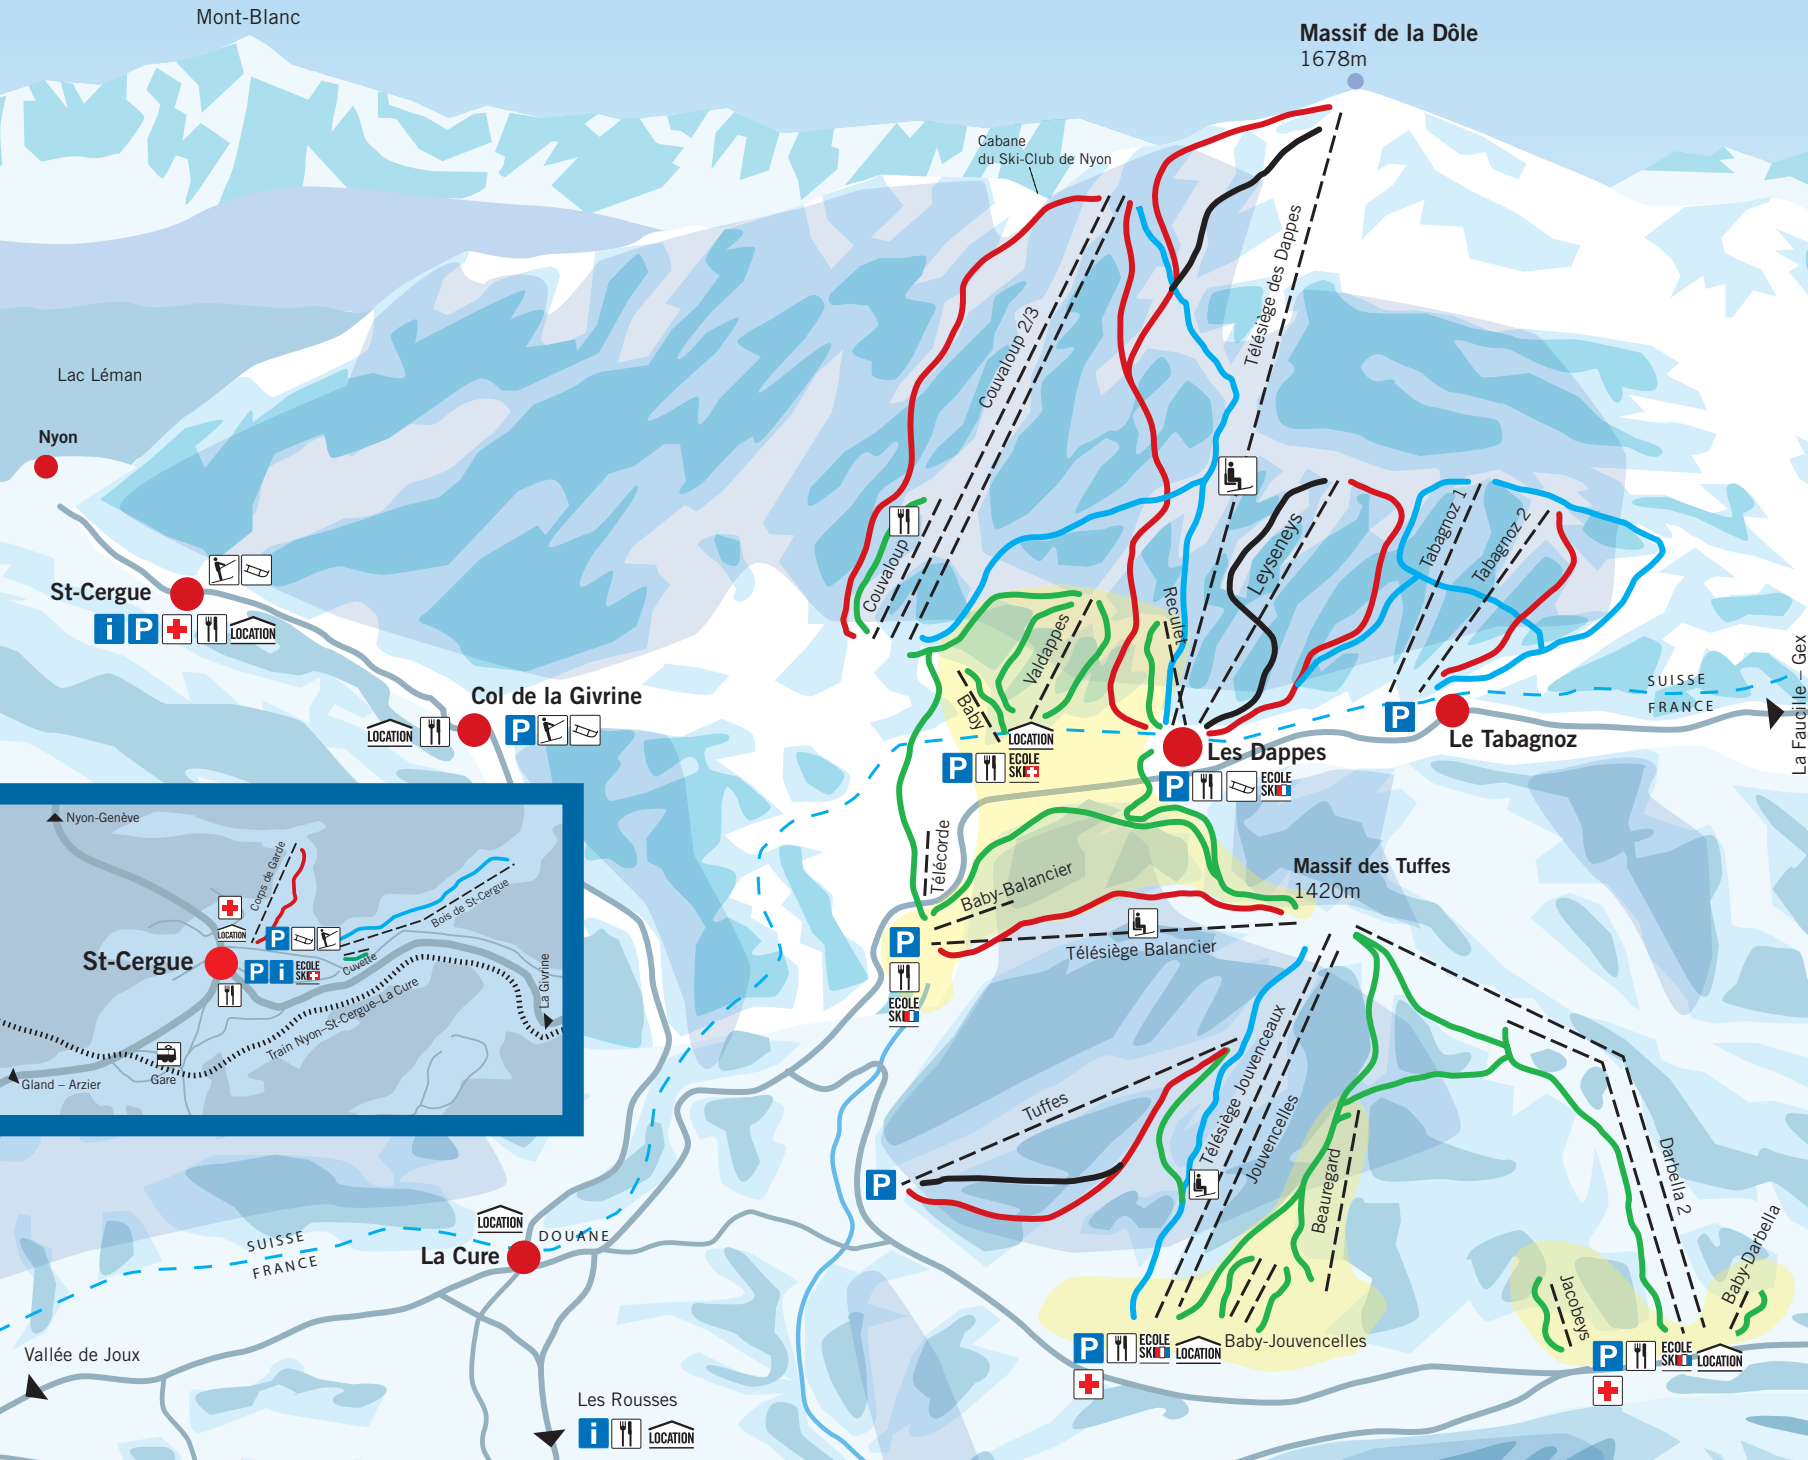 Mont-Blanc
Massif de la Dôle
1678m
Cabane
du Ski-Club de Nyon
Télésiège des Dappes
Couvaloup 2/3
Lac Léman
Nyon
Couvaloup
Leyseneys
Tabagnoz 1
Tabagnoz 2
St-Cergue
i P LOCATION
Reculet
Valdappes
Baby
Col de la Givrine
LOCATION P
LOCATION
P ECOLE
SKI
SUISSE
FRANCE
La Faucille – Gex
P
Le Tabagnoz
Les Dappes
P ECOLE
SKI
Nyon-Genève
Corps de Garde
Bois de St-Cergue
LOCATION
P
St-Cergue
P i ECOLE
SKI
Cuvette
La Givrine
Train Nyon–St-Cergue–La Cure
Gare
Gland – Arzier
Télécorde
Baby-Balancier
Massif des Tuffes
1420m
P
Télésiège Balancier
ECOLE
SKI
Tuffes
Télésiège Jouvenceaux
Jouvencelles
Beauregard
Darbella 2
Baby-Darbella
Jacobeys
P
LOCATION
DOUANE
La Cure
SUISSE
FRANCE
P ECOLE
SKI LOCATION
Baby-Jouvencelles
P ECOLE
SKI LOCATION
Vallée de Joux
Les Rousses
i LOCATION